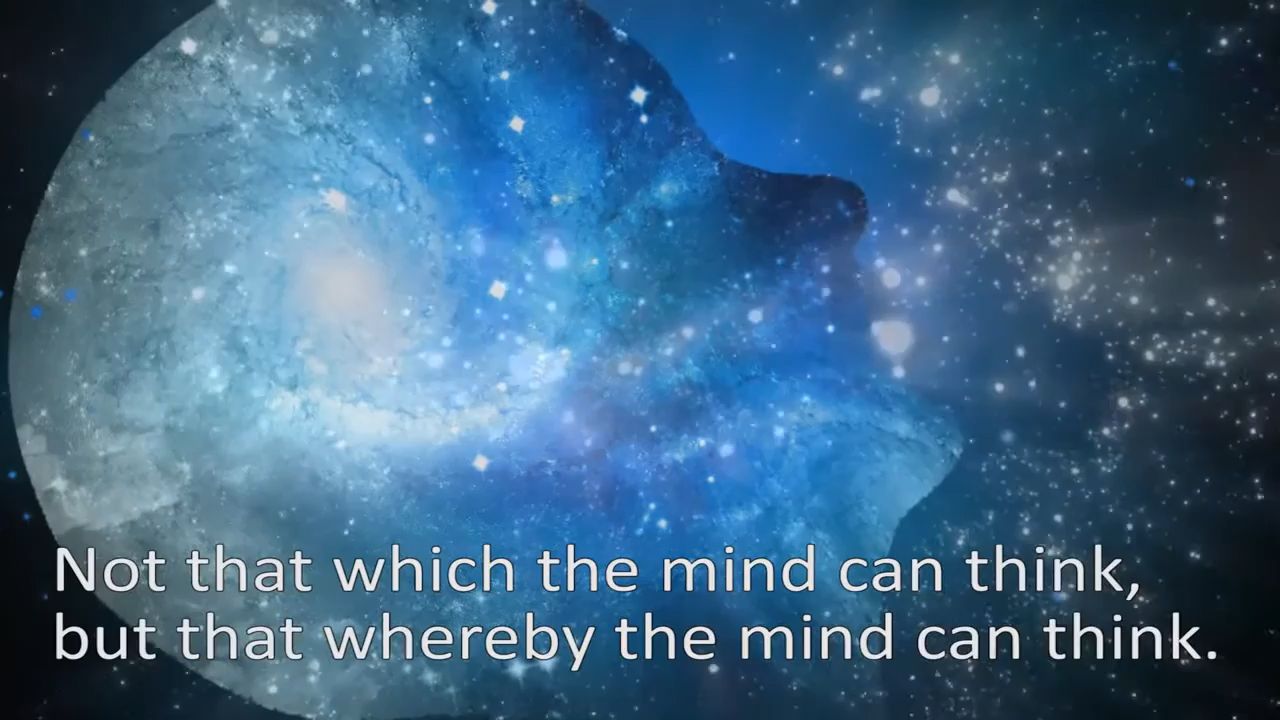 Not that which the mind can think,
but that whereby the mind can think.